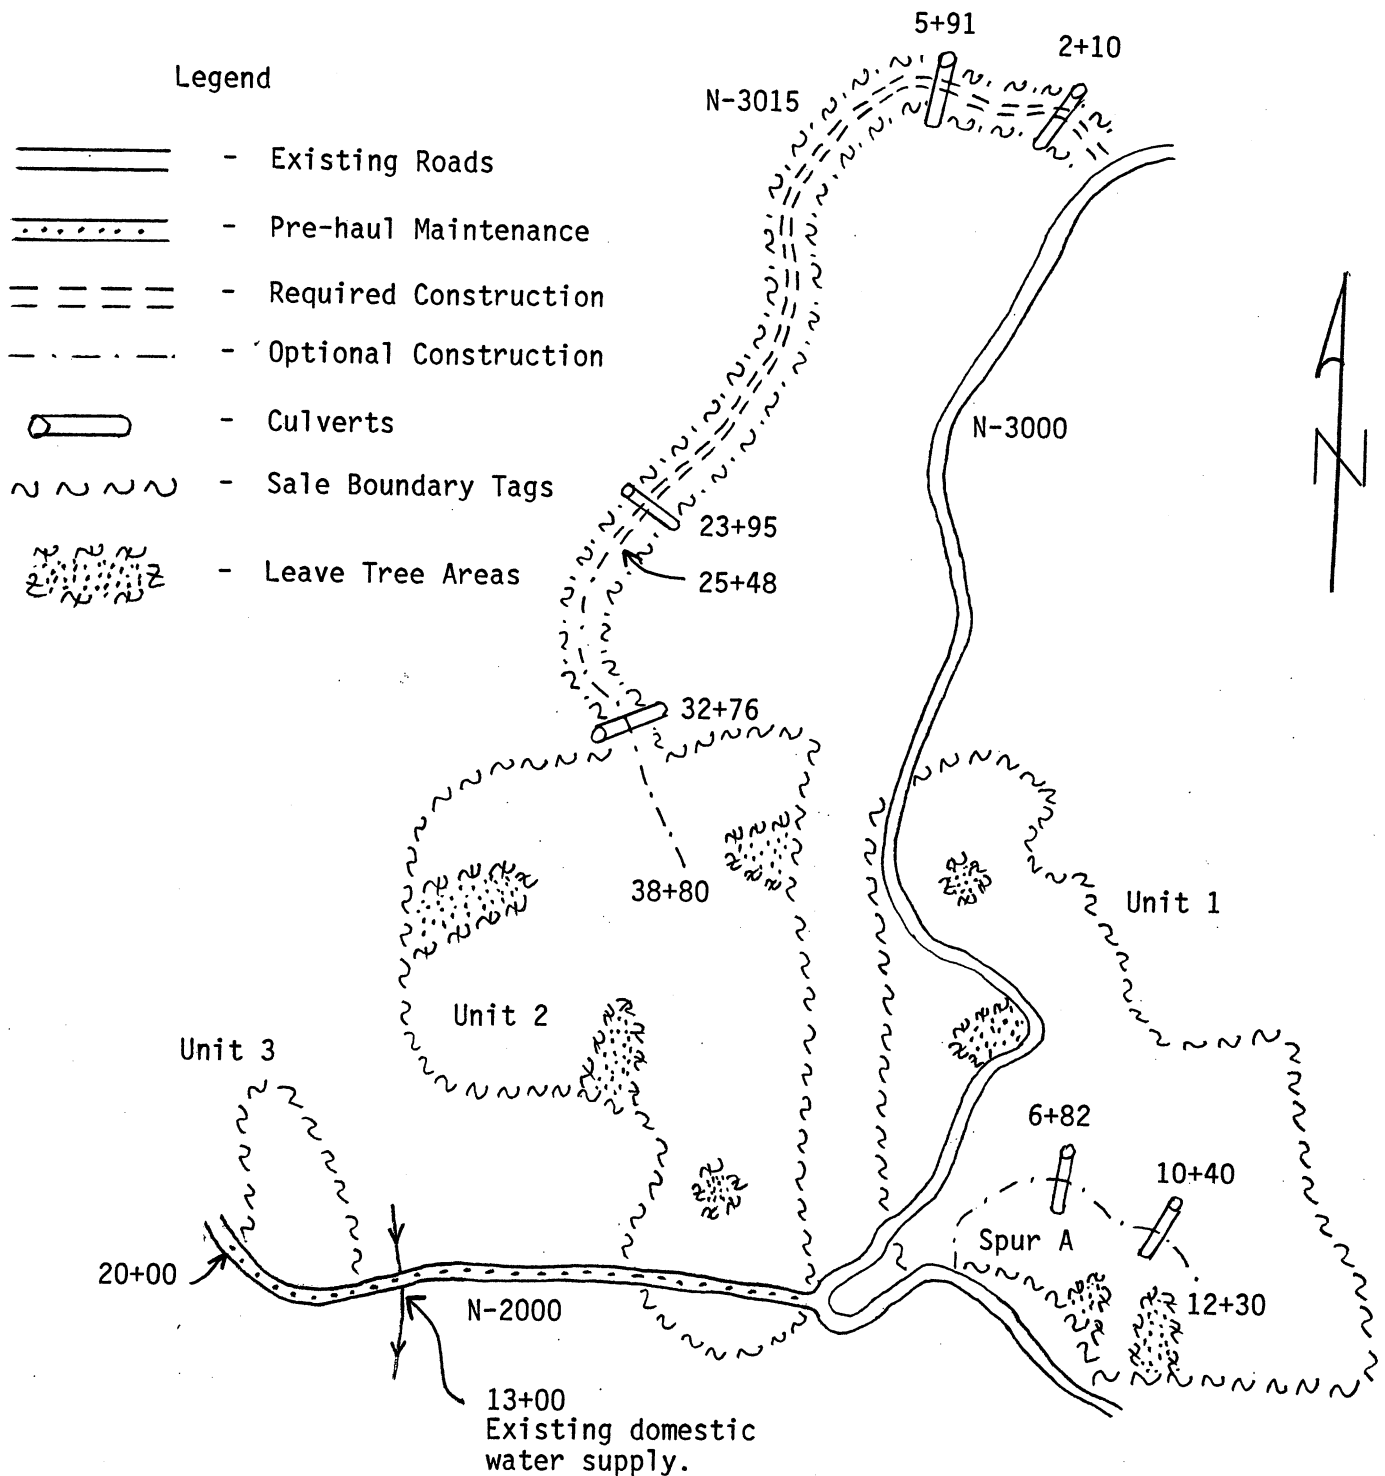 Legend
- Existing Roads
- Pre-haul Maintenance
- Required Construction
- Optional Construction
- Culverts
- Sale Boundary Tags
- Leave Tree Areas
5+91
2+10
N-3015
N-3000
N
23+95
25+48
32+76
38+80
Unit 1
Unit 2
Unit 3
6+82
10+40
Spur A
12+30
20+00
N-2000
13+00
Existing domestic
water supply.